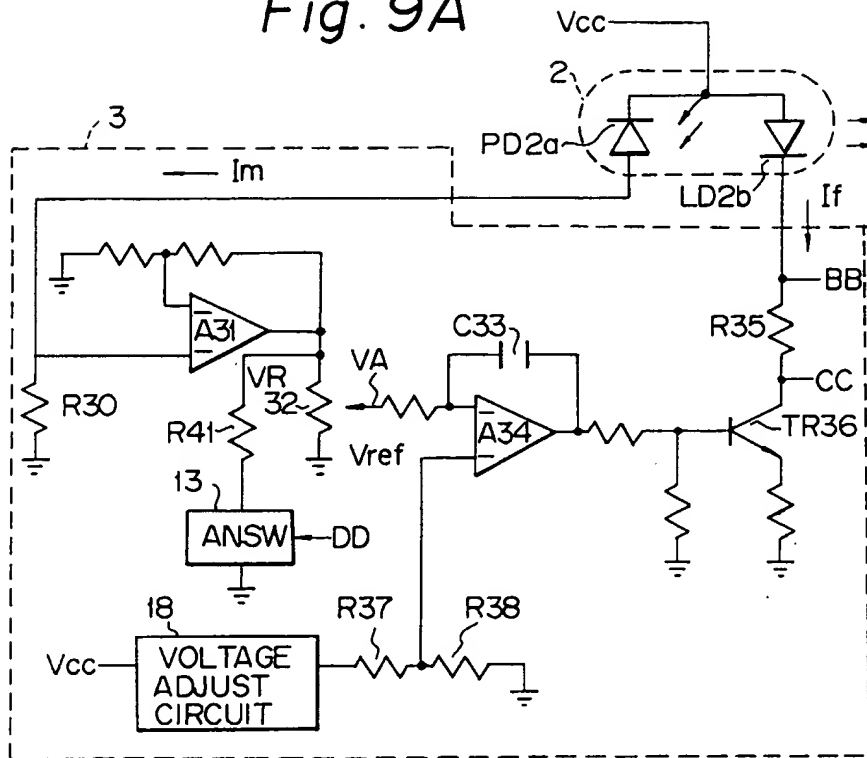 Fig. 9A
Vcc
2
3
PD2a
Im
LD2b
If
BB
A31
C33
R35
VR
VA
CC
R30
32
A34
TR36
R41
Vref
13
ANSW
DD
18
R37
R38
Vcc
VOLTAGE
ADJUST
CIRCUIT